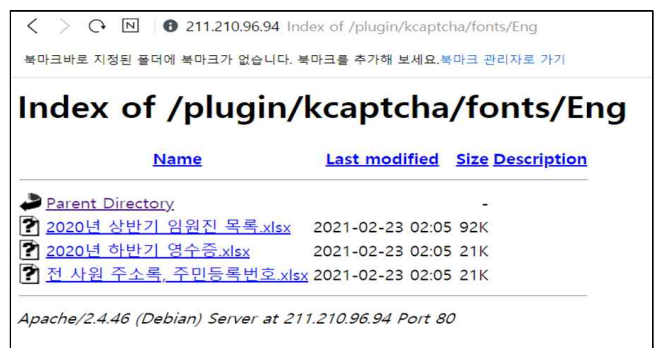 211.210.96.94 Index of /plugin/kcaptcha/fonts/Eng
북마크바로 지정된 폴더에 북마크가 없습니다. 북마크를 추가해 보세요.북마크 관리자로 가기
Index of /plugin/kcaptcha/fonts/Eng
Name Last modified Size Description
Parent Directory -
2020년 상반기 임원진 목록.xlsx 2021-02-23 02:05 92K
2020년 하반기 영수증.xlsx 2021-02-23 02:05 21K
전 사원 주소록, 주민등록번호.xlsx 2021-02-23 02:05 21K
Apache/2.4.46 (Debian) Server at 211.210.96.94 Port 80